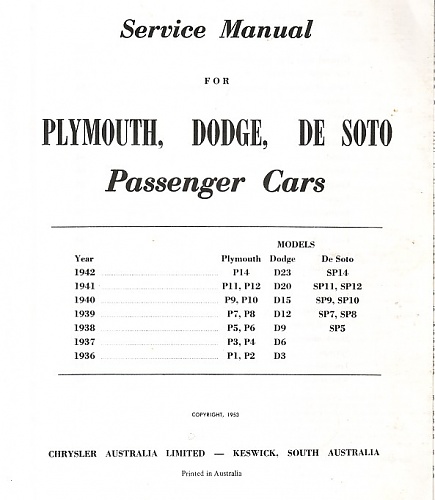 Service Manual
FOR
PLYMOUTH, DODGE, DE SOTO
Passenger Cars
MODELS
Year Plymouth Dodge De Soto
1942 P14 D23 SP14
1941 P11, P12 D20 SP11, SP12
1940 P9, P10 D15 SP9, SP10
1939 P7, P8 D12 SP7, SP8
1938 P5, P6 D9 SP5
1937 P3, P4 D6
1936 P1, P2 D3
COPYRIGHT, 1953
CHRYSLER AUSTRALIA LIMITED — KESWICK, SOUTH AUSTRALIA
Printed in Australia